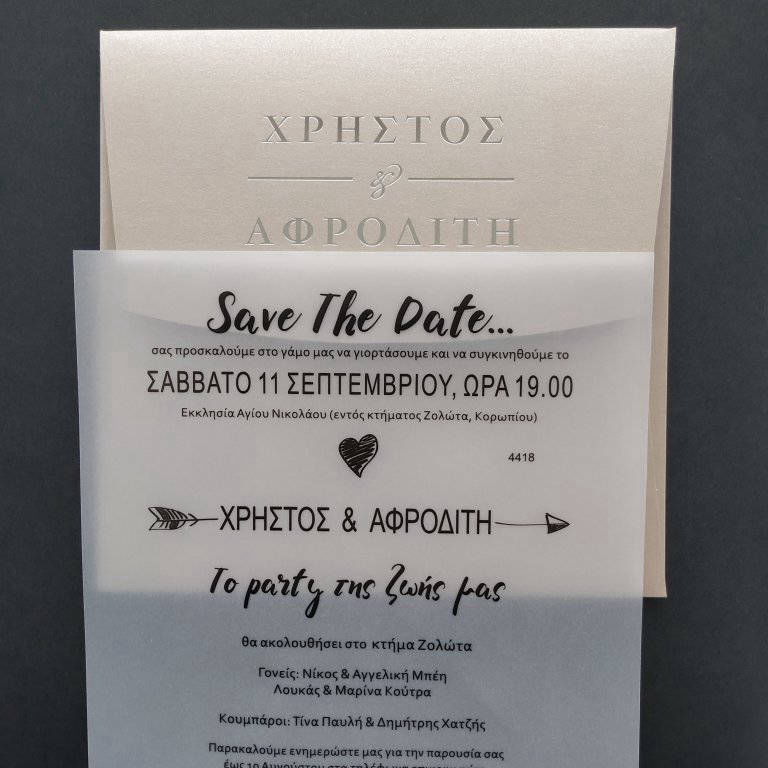 ΧΡΗΣΤΟΣ
&
ΑΦΡΟΔΙΤΗ
Save The Date...
σας προσκαλούμε στο γάμο μας να γιορτάσουμε και να συγκινηθούμε το
ΣΑΒΒΑΤΟ 11 ΣΕΠΤΕΜΒΡΙΟΥ, ΩΡΑ 19.00
Εκκλησία Αγίου Νικολάου (εντός κτήματος Ζολώτα, Κορωπίου)
4418
ΧΡΗΣΤΟΣ & ΑΦΡΟΔΙΤΗ
Το party της ζωής μας
θα ακολουθήσει στο κτήμα Ζολώτα
Γονείς: Νίκος & Αγγελική Μπέη
Λουκάς & Μαρίνα Κούτρα
Κουμπάροι: Τίνα Παυλή & Δημήτρης Χατζής
Παρακαλούμε ενημερώστε μας για την παρουσία σας